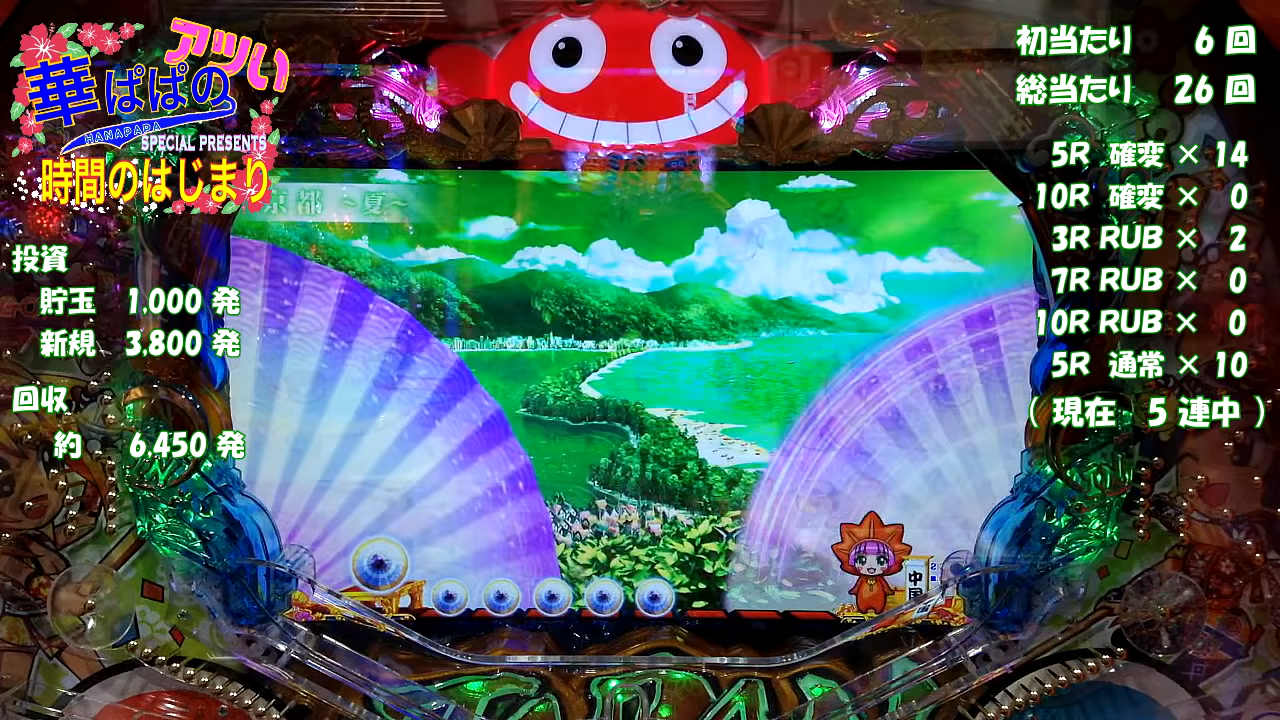 華ぱぱのアツい
HANAPAPA
SPECIAL PRESENTS
時間のはじまり
投資
貯玉 1,000 発
新規 3,800 発
回収
約 6,450 発
初当たり 6 回
総当たり 26 回
5R 確変 × 14
10R 確変 × 0
3R RUB × 2
7R RUB × 0
10R RUB × 0
5R 通常 × 10
( 現在 5 連中 )
京都 ~夏~
中国